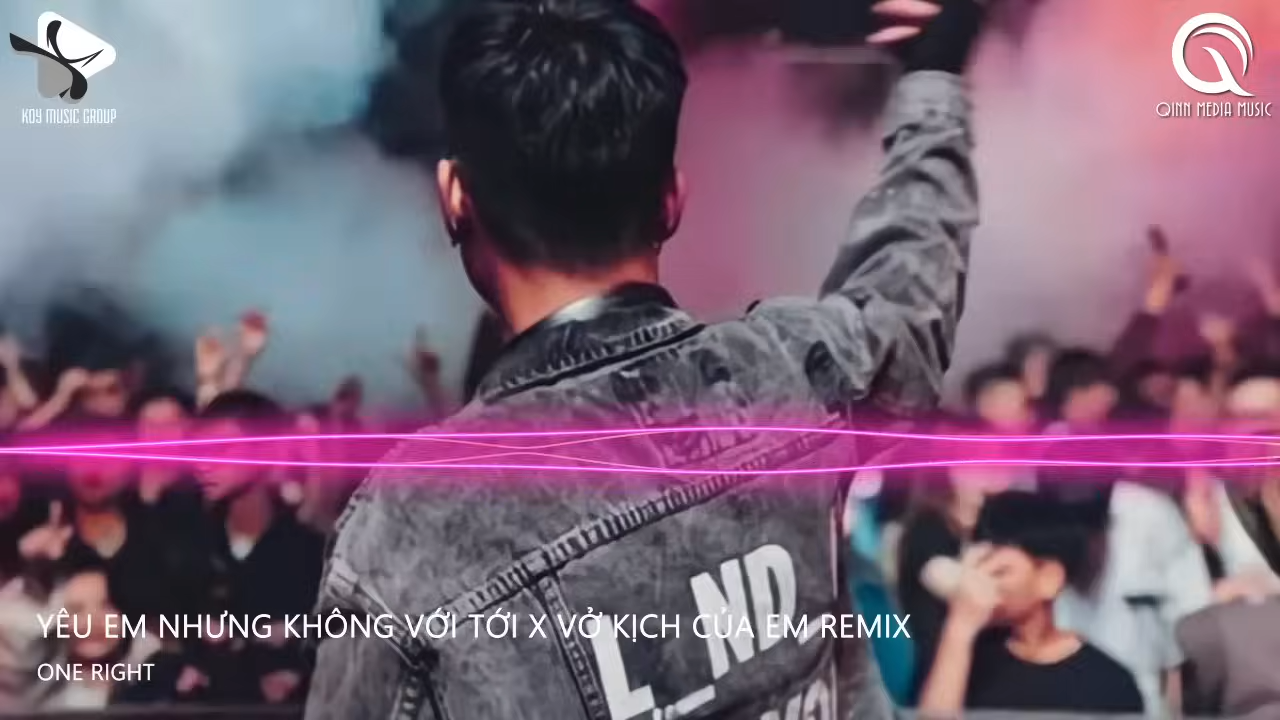 KOY MUSIC GROUP
QINN MEDIA MUSIC
YÊU EM NHƯNG KHÔNG VỚI TỚI X VỞ KỊCH CỦA EM REMIX
ONE RIGHT
L_ND